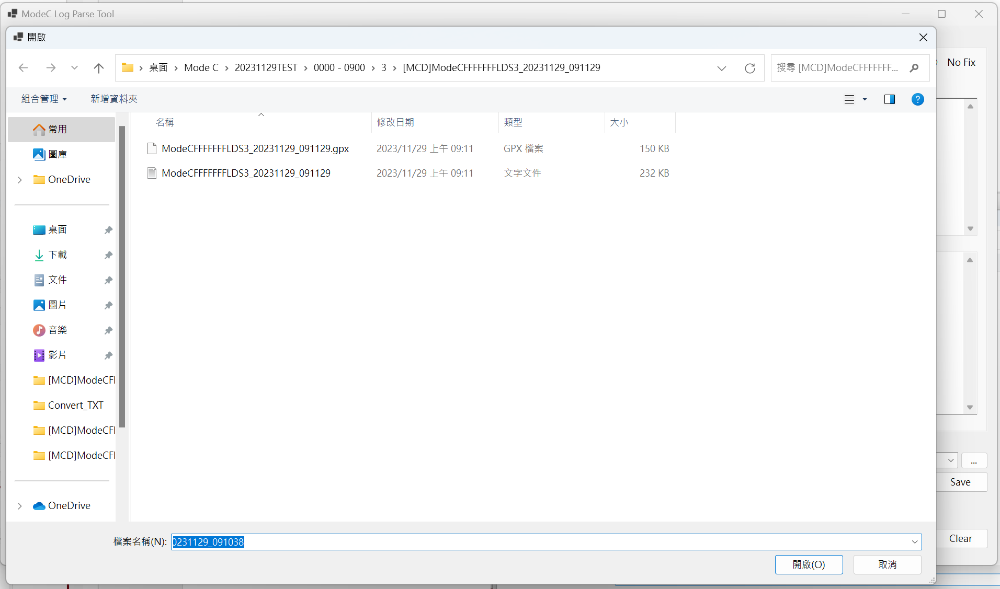 ModeC Log Parse Tool
開啟
桌面 Mode C 20231129TEST 0000 - 0900 3 [MCD]ModeCFFFFFFFLDS3_20231129_091129
搜尋 [MCD]ModeCFFFFFFF...
No Fix
組合管理
新增資料夾
名稱 修改日期 類型 大小
ModeCFFFFFFFLDS3_20231129_091129.gpx 2023/11/29 上午 09:11 GPX 檔案 150 KB
ModeCFFFFFFFLDS3_20231129_091129 2023/11/29 上午 09:11 文字文件 232 KB
常用
圖庫
OneDrive
桌面
下載
文件
圖片
音樂
影片
[MCD]ModeCFI
Convert_TXT
[MCD]ModeCFI
[MCD]ModeCFI
OneDrive
...
Save
檔案名稱(N): 0231129_091038
Clear
開啟(O) 取消